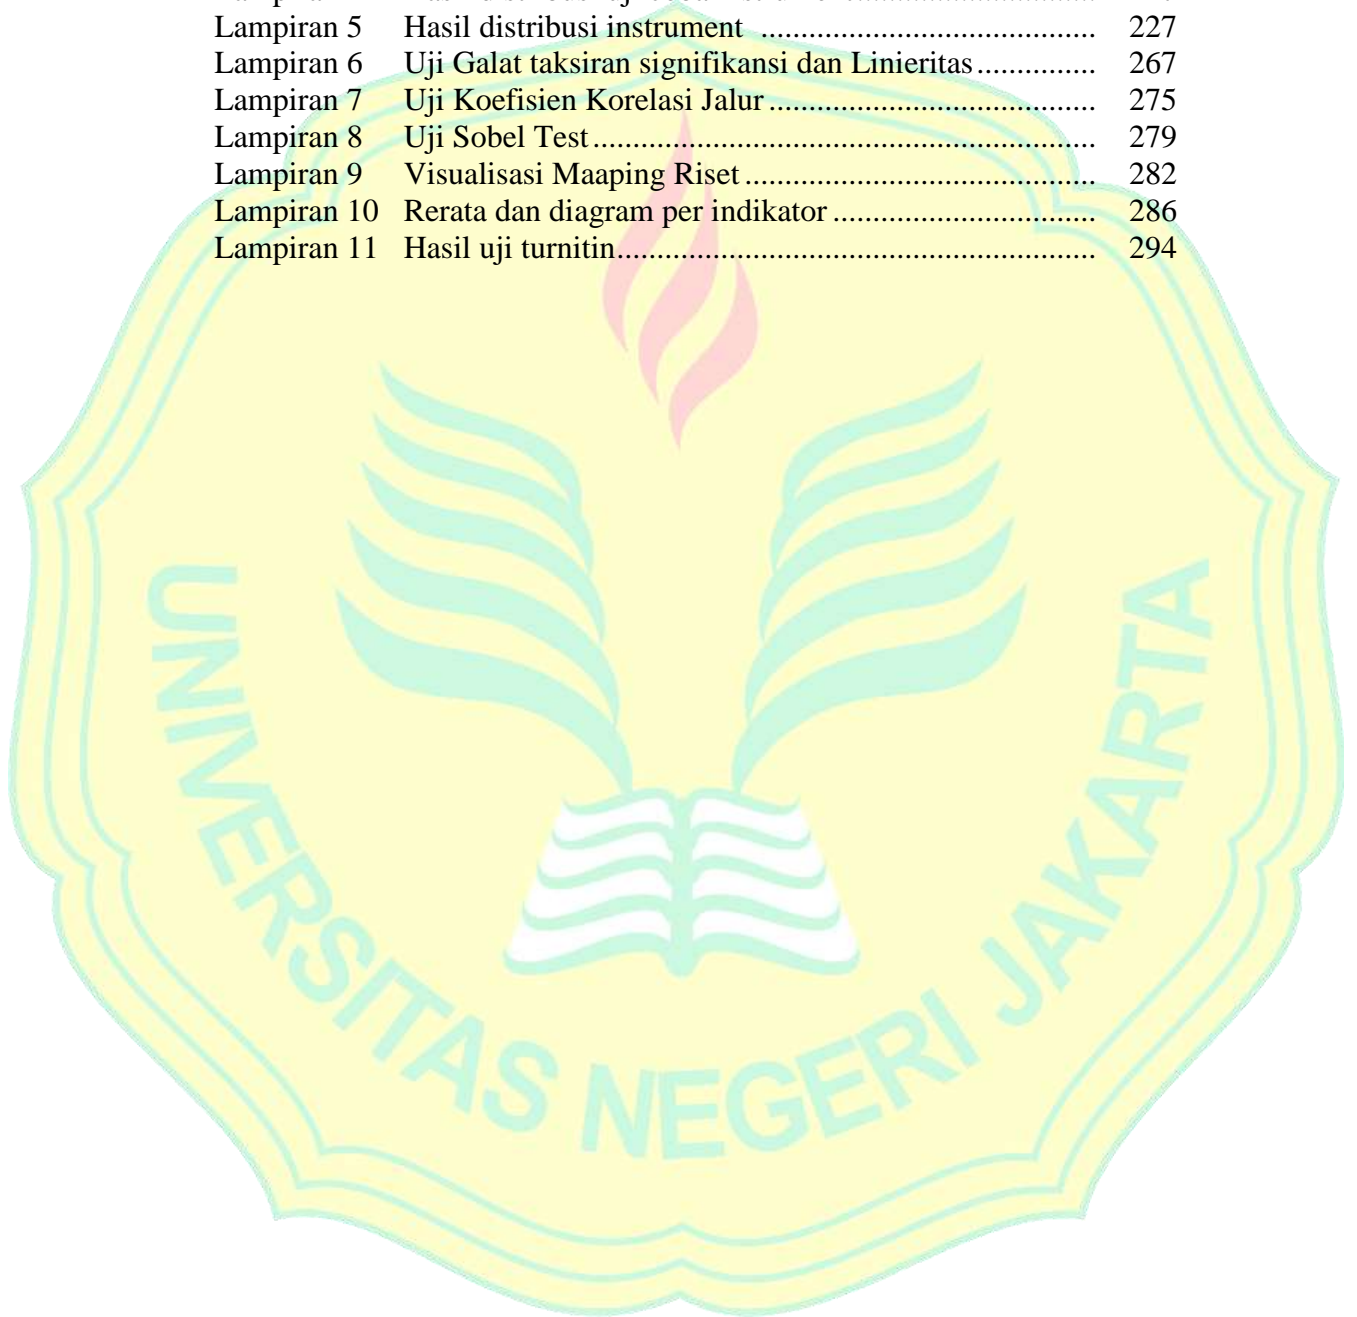 Lampiran 5 Hasil distribusi instrument ........................................ 227
Lampiran 6 Uji Galat taksiran signifikansi dan Linieritas............... 267
Lampiran 7 Uji Koefisien Korelasi Jalur ........................................ 275
Lampiran 8 Uji Sobel Test............................................................. 279
Lampiran 9 Visualisasi Maaping Riset ........................................... 282
Lampiran 10 Rerata dan diagram per indikator ................................ 286
Lampiran 11 Hasil uji turnitin.......................................................... 294
UNIVERSITAS NEGERI JAKARTA